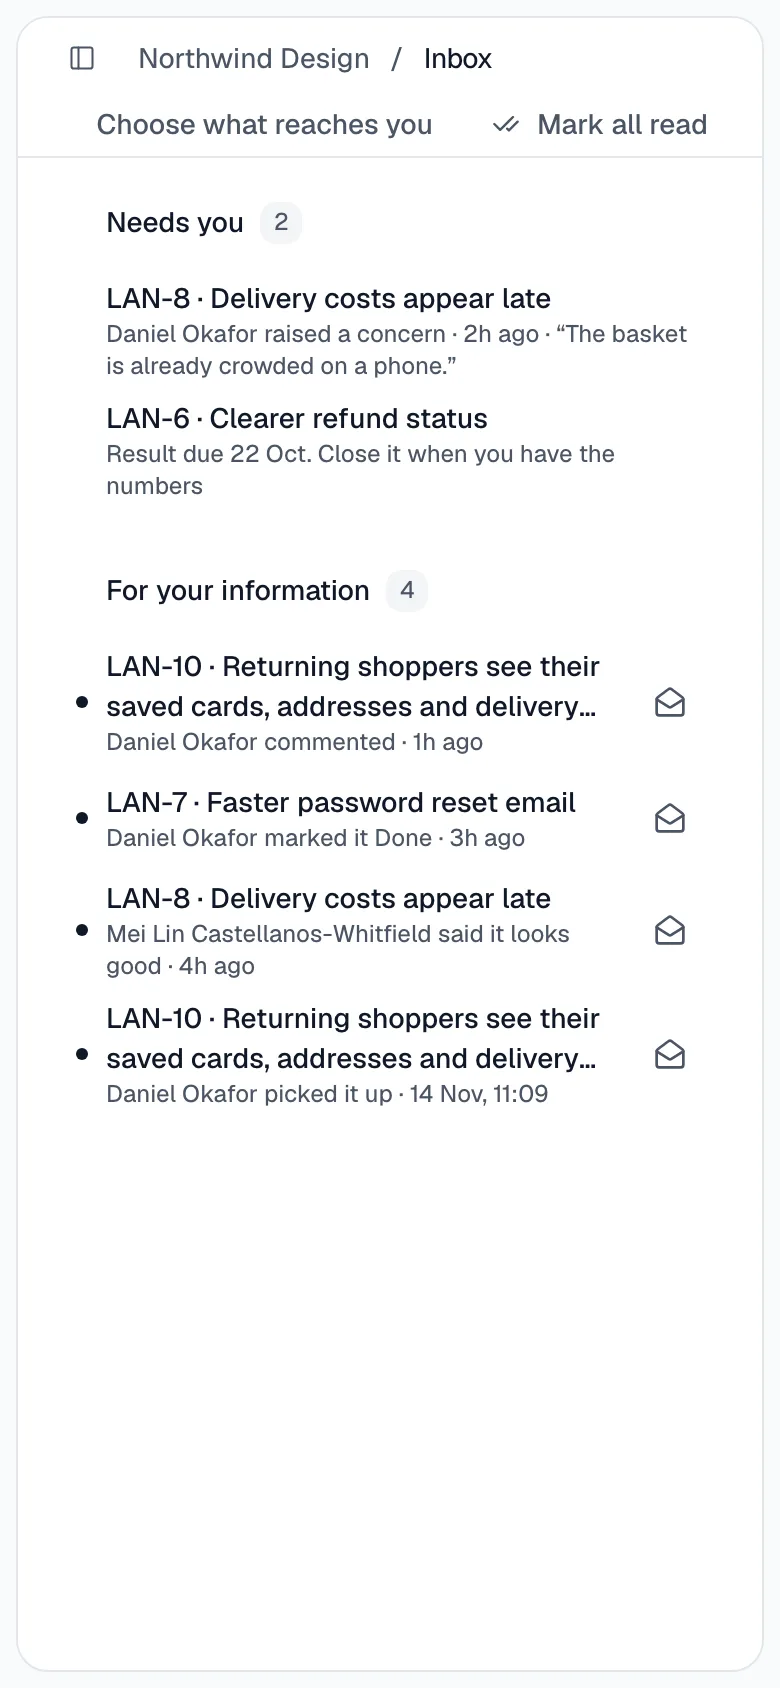 Northwind Design / Inbox
Choose what reaches you Mark all read
Needs you 2
LAN-8 · Delivery costs appear late
Daniel Okafor raised a concern · 2h ago · “The basket
is already crowded on a phone.”
LAN-6 · Clearer refund status
Result due 22 Oct. Close it when you have the
numbers
For your information 4
LAN-10 · Returning shoppers see their
saved cards, addresses and delivery…
Daniel Okafor commented · 1h ago
LAN-7 · Faster password reset email
Daniel Okafor marked it Done · 3h ago
LAN-8 · Delivery costs appear late
Mei Lin Castellanos-Whitfield said it looks
good · 4h ago
LAN-10 · Returning shoppers see their
saved cards, addresses and delivery…
Daniel Okafor picked it up · 14 Nov, 11:09